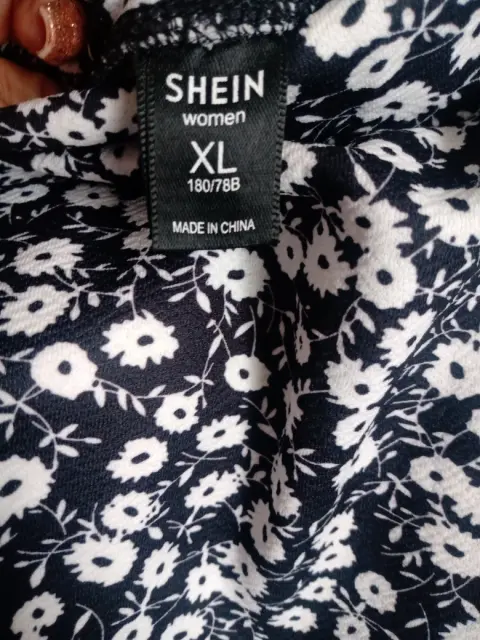 SHEIN
women
XL
180/78B
MADE IN CHINA